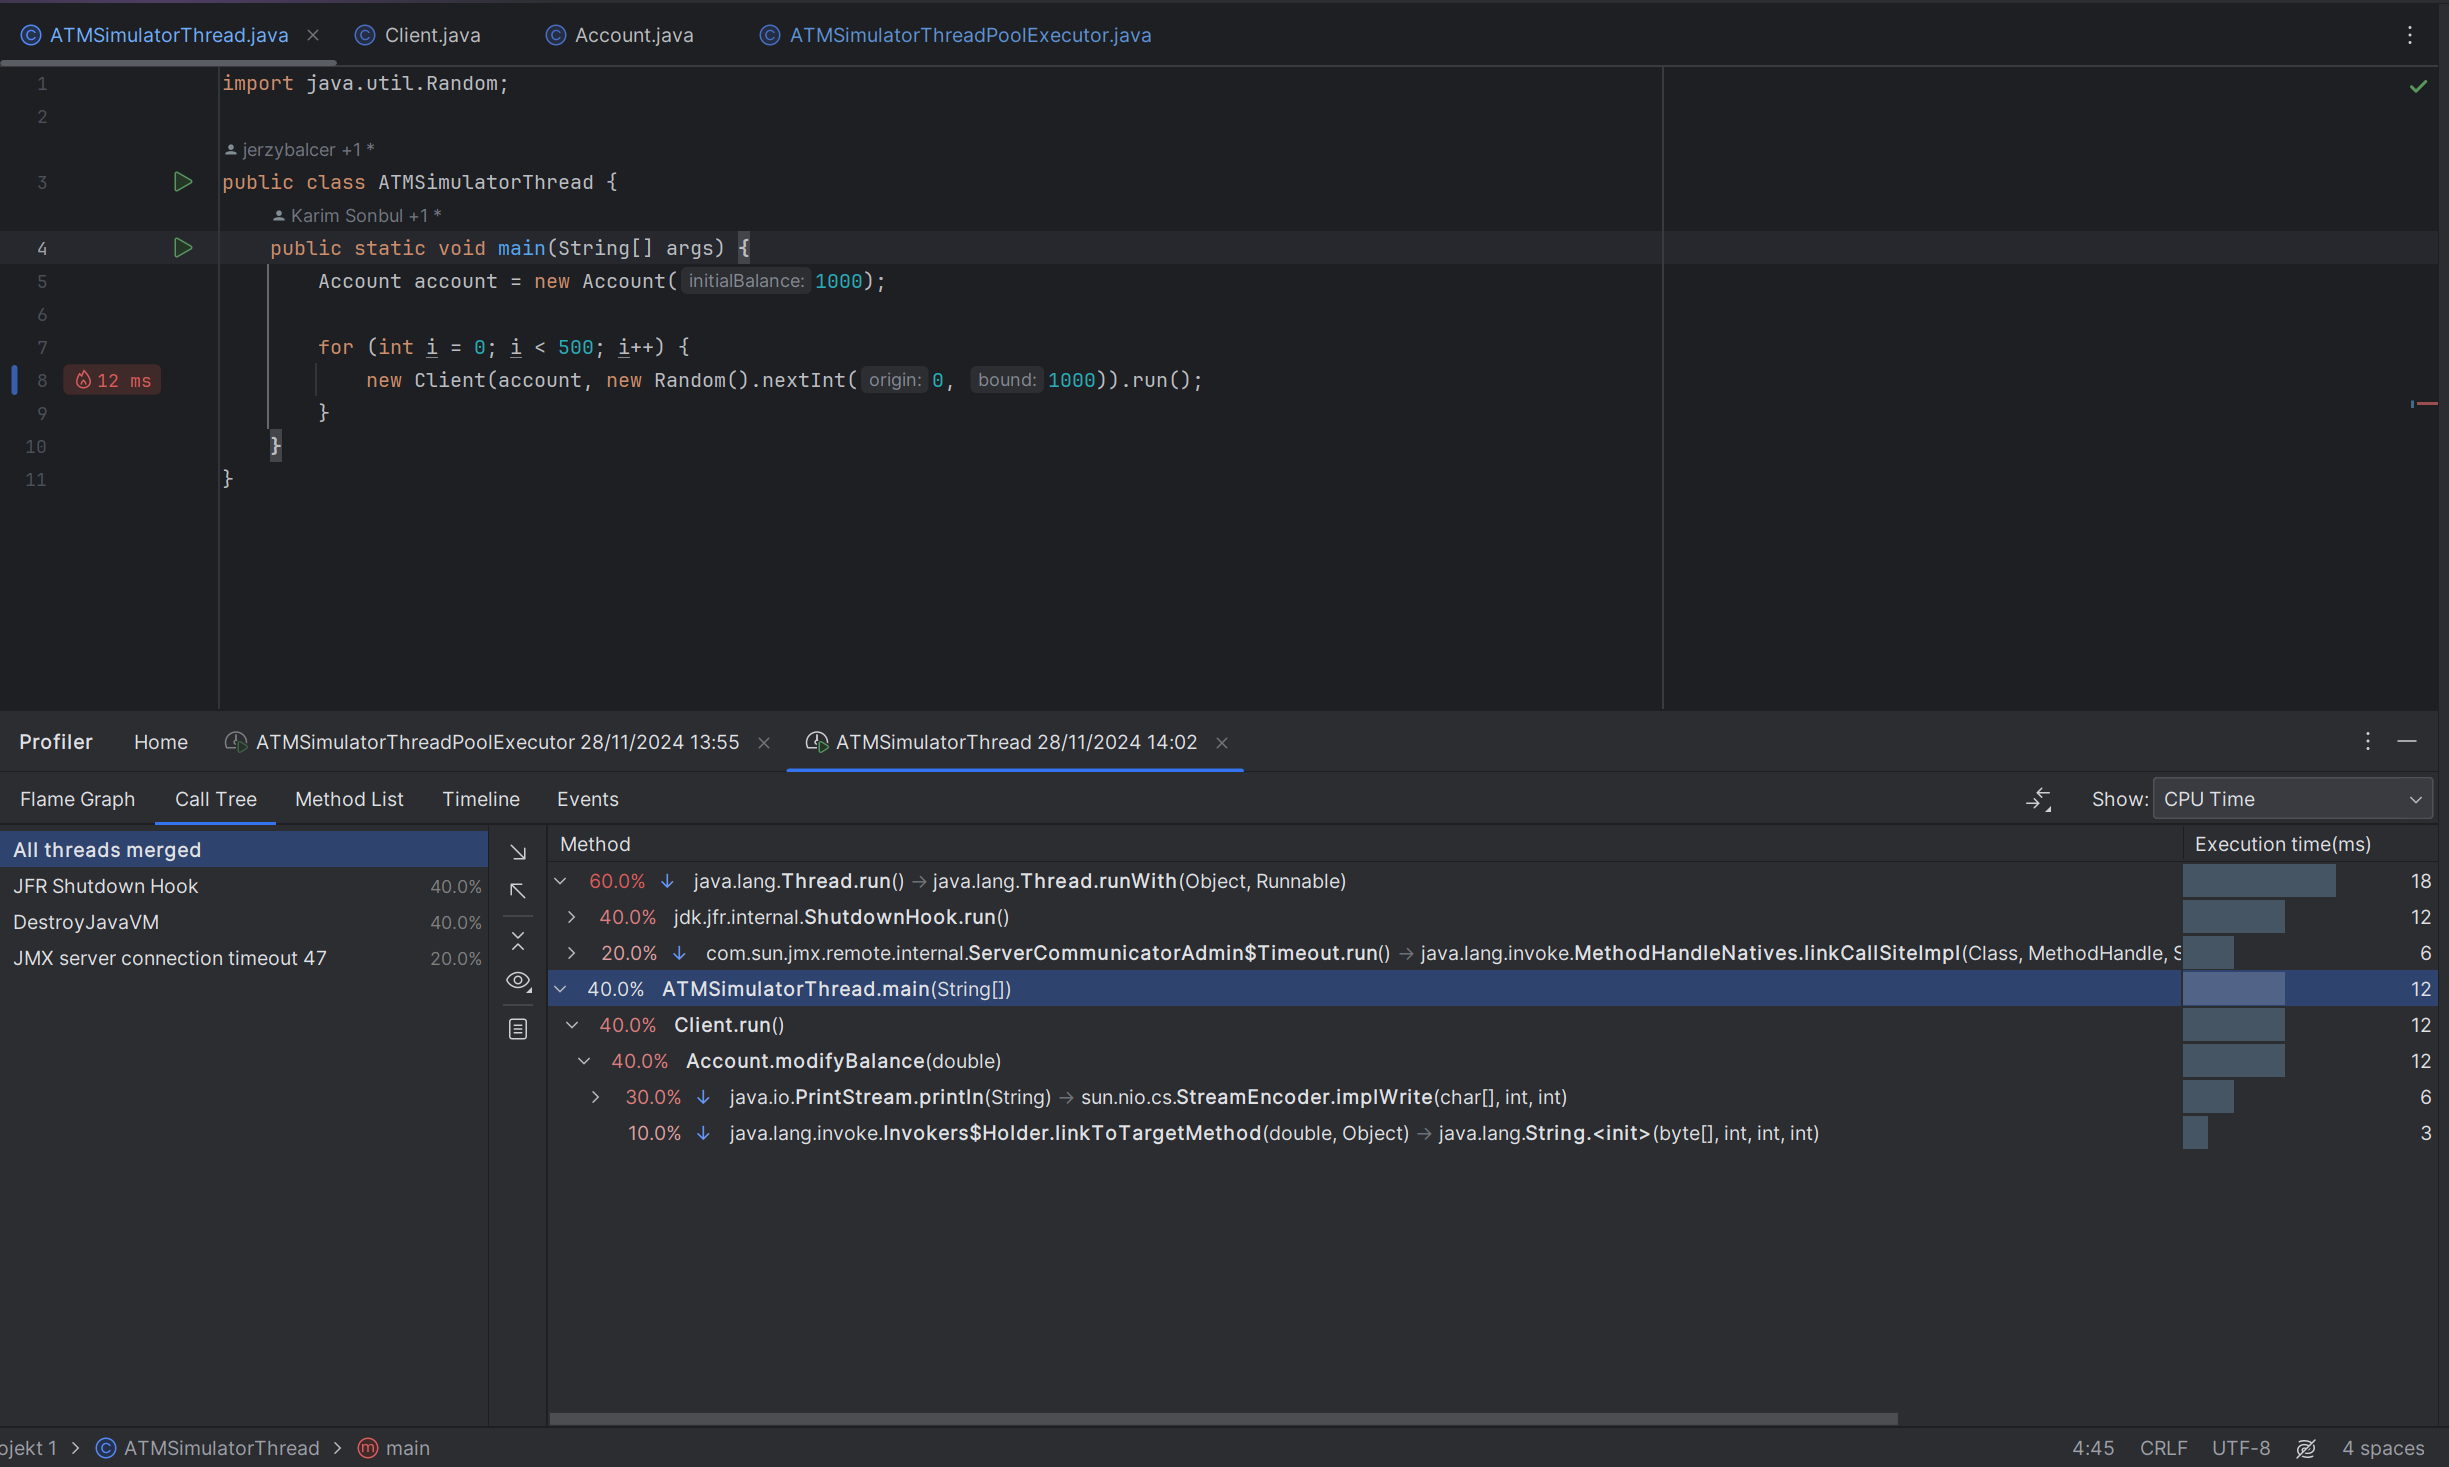 ATMSimulatorThread.java Client.java Account.java ATMSimulatorThreadPoolExecutor.java
1 import java.util.Random;
2
jerzybalcer +1 *
3 public class ATMSimulatorThread {
Karim Sonbul +1 *
4 public static void main(String[] args) {
5 Account account = new Account( initialBalance: 1000);
6
7 for (int i = 0; i < 500; i++) {
8 12 ms new Client(account, new Random().nextInt( origin: 0, bound: 1000)).run();
9 }
10 }
11 }
Profiler Home ATMSimulatorThreadPoolExecutor 28/11/2024 13:55 ATMSimulatorThread 28/11/2024 14:02
Flame Graph Call Tree Method List Timeline Events Show: CPU Time
All threads merged
JFR Shutdown Hook 40.0%
DestroyJavaVM 40.0%
JMX server connection timeout 47 20.0%
Method Execution time(ms)
60.0% ↓ java.lang.Thread.run() → java.lang.Thread.runWith(Object, Runnable) 18
40.0% jdk.jfr.internal.ShutdownHook.run() 12
20.0% ↓ com.sun.jmx.remote.internal.ServerCommunicatorAdmin$Timeout.run() → java.lang.invoke.MethodHandleNatives.linkCallSiteImpl(Class, MethodHandle, S 6
40.0% ATMSimulatorThread.main(String[]) 12
40.0% Client.run() 12
40.0% Account.modifyBalance(double) 12
30.0% ↓ java.io.PrintStream.println(String) → sun.nio.cs.StreamEncoder.implWrite(char[], int, int) 6
10.0% ↓ java.lang.invoke.Invokers$Holder.linkToTargetMethod(double, Object) → java.lang.String.<init>(byte[], int, int, int) 3
ojekt 1 > ATMSimulatorThread > main 4:45 CRLF UTF-8 4 spaces